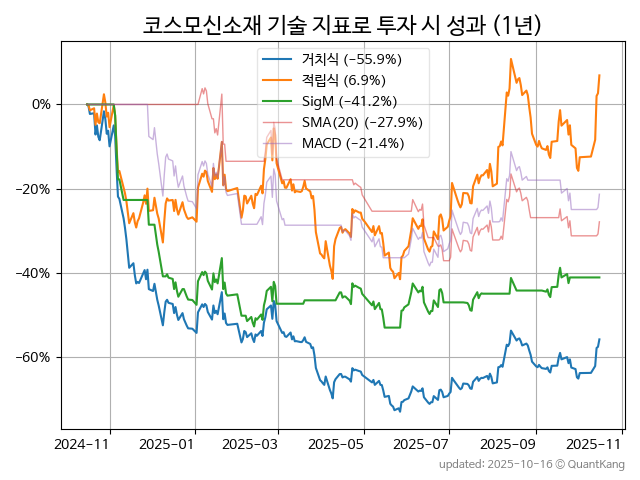 코스모신소재 기술 지표로 투자 시 성과 (1년)
거치식 (−55.9%)
적립식 (6.9%)
SigM (−41.2%)
SMA(20) (−27.9%)
MACD (−21.4%)
0%
−20%
−40%
−60%
2024-11
2025-01
2025-03
2025-05
2025-07
2025-09
2025-11
updated: 2025-10-16 © QuantKang